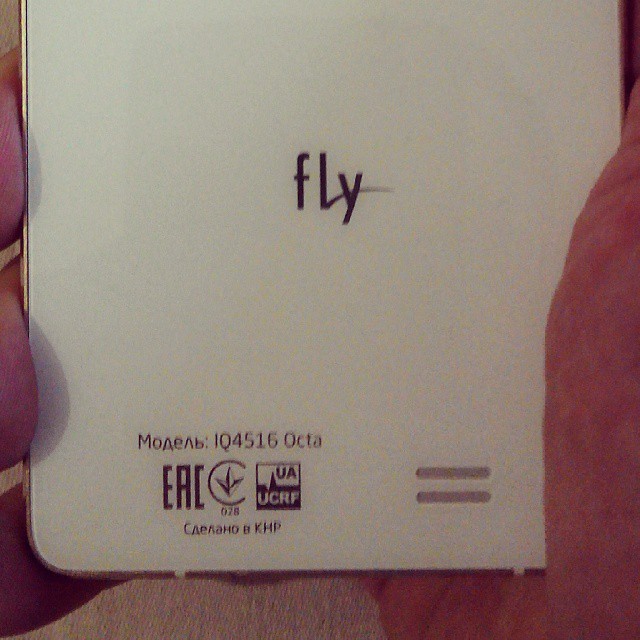 fly
Модель: IQ4516 Octa
EAC 028 UA UCRF
Сделано в КНР